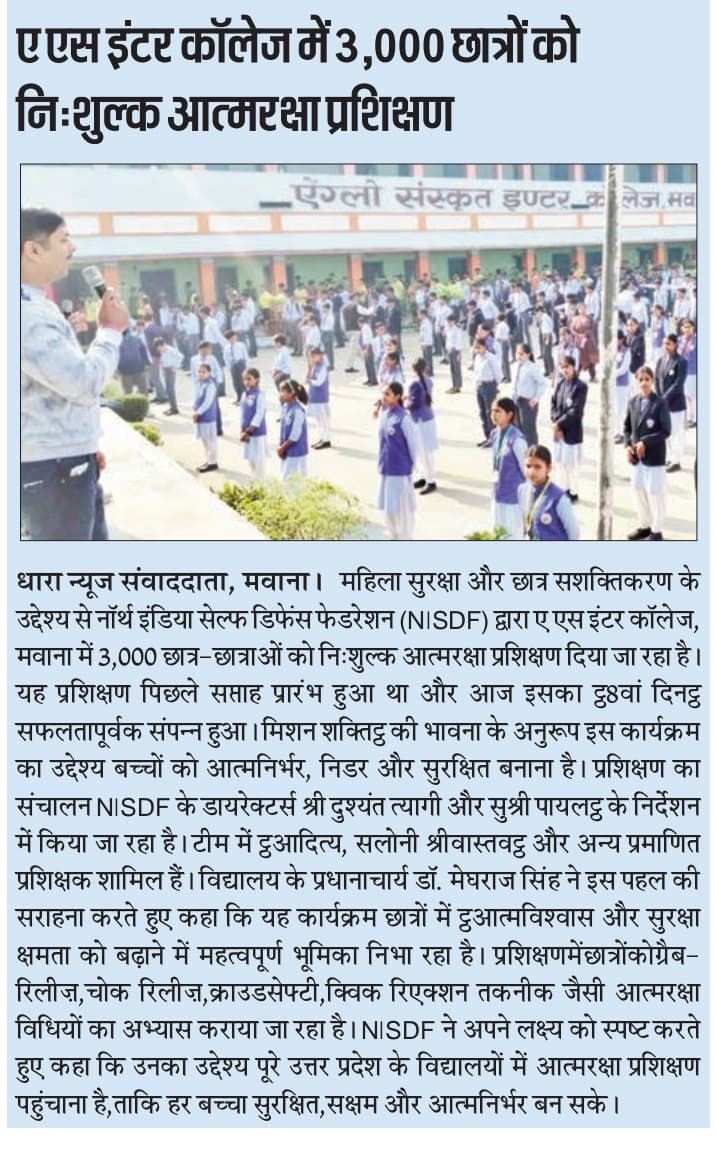 ए एस इंटर कॉलेज में 3,000 छात्रों को
निःशुल्क आत्मरक्षा प्रशिक्षण
ऐंग्लो संस्कृत इण्टर कालेज, मव
धारा न्यूज संवाददाता, मवाना। महिला सुरक्षा और छात्र सशक्तिकरण के
उद्देश्य से नॉर्थ इंडिया सेल्फ डिफेंस फेडरेशन (NISDF) द्वारा ए एस इंटर कॉलेज,
मवाना में 3,000 छात्र-छात्राओं को निःशुल्क आत्मरक्षा प्रशिक्षण दिया जा रहा है।
यह प्रशिक्षण पिछले सप्ताह प्रारंभ हुआ था और आज इसका ठ्ठ8वां दिनठ्ठ
सफलतापूर्वक संपन्न हुआ। मिशन शक्तिठ्ठ की भावना के अनुरूप इस कार्यक्रम
का उद्देश्य बच्चों को आत्मनिर्भर, निडर और सुरक्षित बनाना है। प्रशिक्षण का
संचालन NISDF के डायरेक्टर्स श्री दुश्यंत त्यागी और सुश्री पायलठ्ठ के निर्देशन
में किया जा रहा है। टीम में ठ्ठआदित्य, सलोनी श्रीवास्तवठ्ठ और अन्य प्रमाणित
प्रशिक्षक शामिल हैं। विद्यालय के प्रधानाचार्य डॉ. मेघराज सिंह ने इस पहल की
सराहना करते हुए कहा कि यह कार्यक्रम छात्रों में ठ्ठआत्मविश्वास और सुरक्षा
क्षमता को बढ़ाने में महत्वपूर्ण भूमिका निभा रहा है। प्रशिक्षणमेंछात्रोंकोग्रैब-
रिलीज,चोक रिलीज,क्राउडसेफ्टी,क्विक रिएक्शन तकनीक जैसी आत्मरक्षा
विधियों का अभ्यास कराया जा रहा है। NISDF ने अपने लक्ष्य को स्पष्ट करते
हुए कहा कि उनका उद्देश्य पूरे उत्तर प्रदेश के विद्यालयों में आत्मरक्षा प्रशिक्षण
पहुंचाना है,ताकि हर बच्चा सुरक्षित,सक्षम और आत्मनिर्भर बन सके।